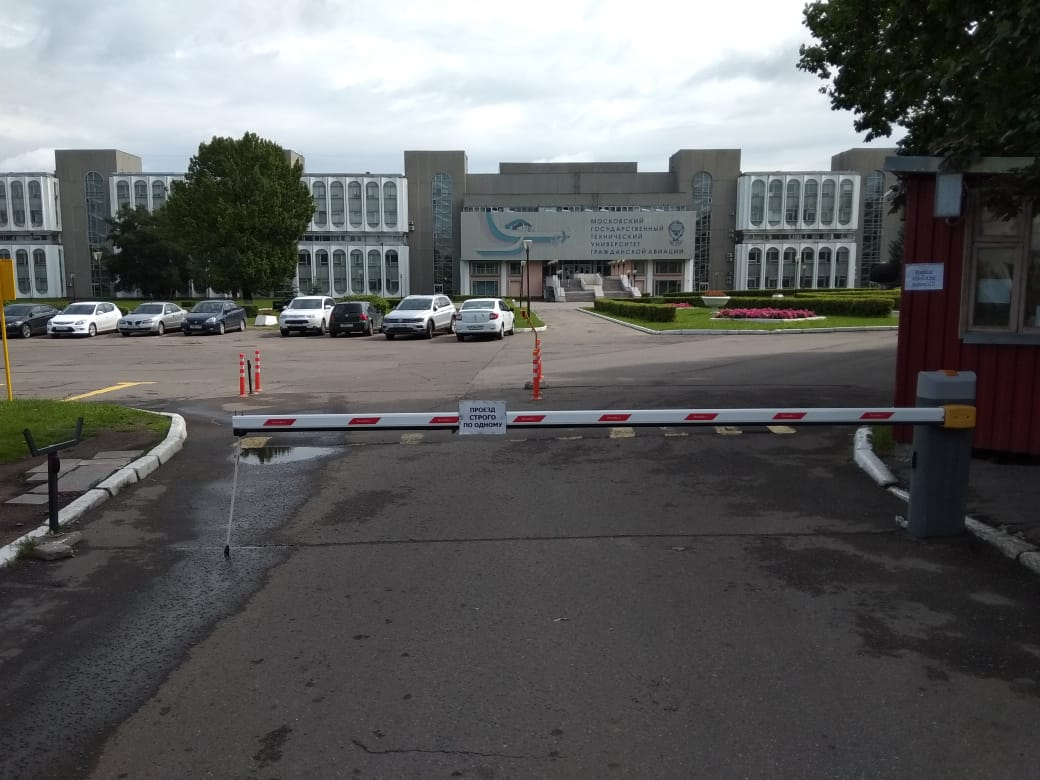 МОСКОВСКИЙ
ГОСУДАРСТВЕННЫЙ
ТЕХНИЧЕСКИЙ
УНИВЕРСИТЕТ
ГРАЖДАНСКОЙ АВИАЦИИ
ПРОЕЗД
СТРОГО
ПО ОДНОМУ